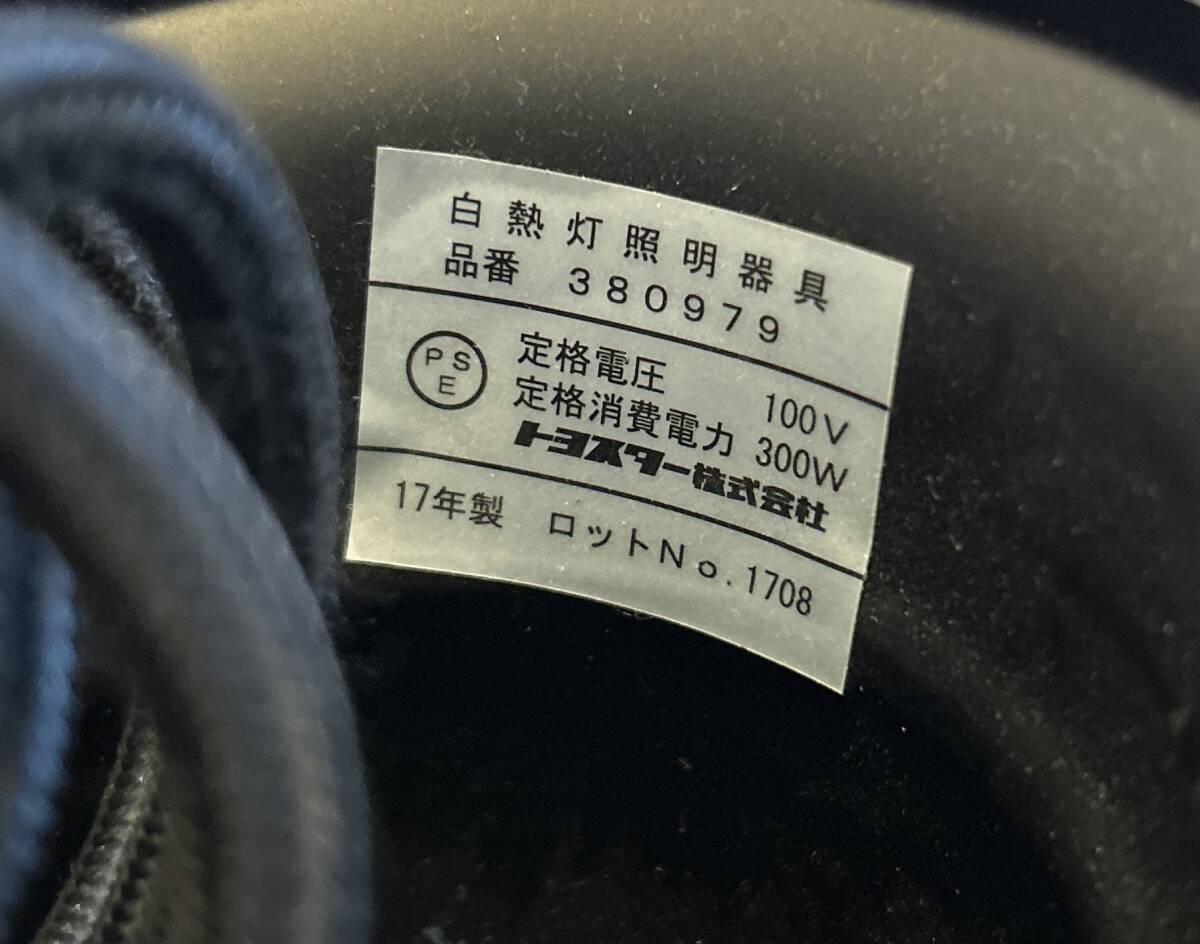 白熱灯照明器具
品番 380979
PSE
定格電圧 100V
定格消費電力 300W
トヨスター株式会社
17年製 ロットNo.1708